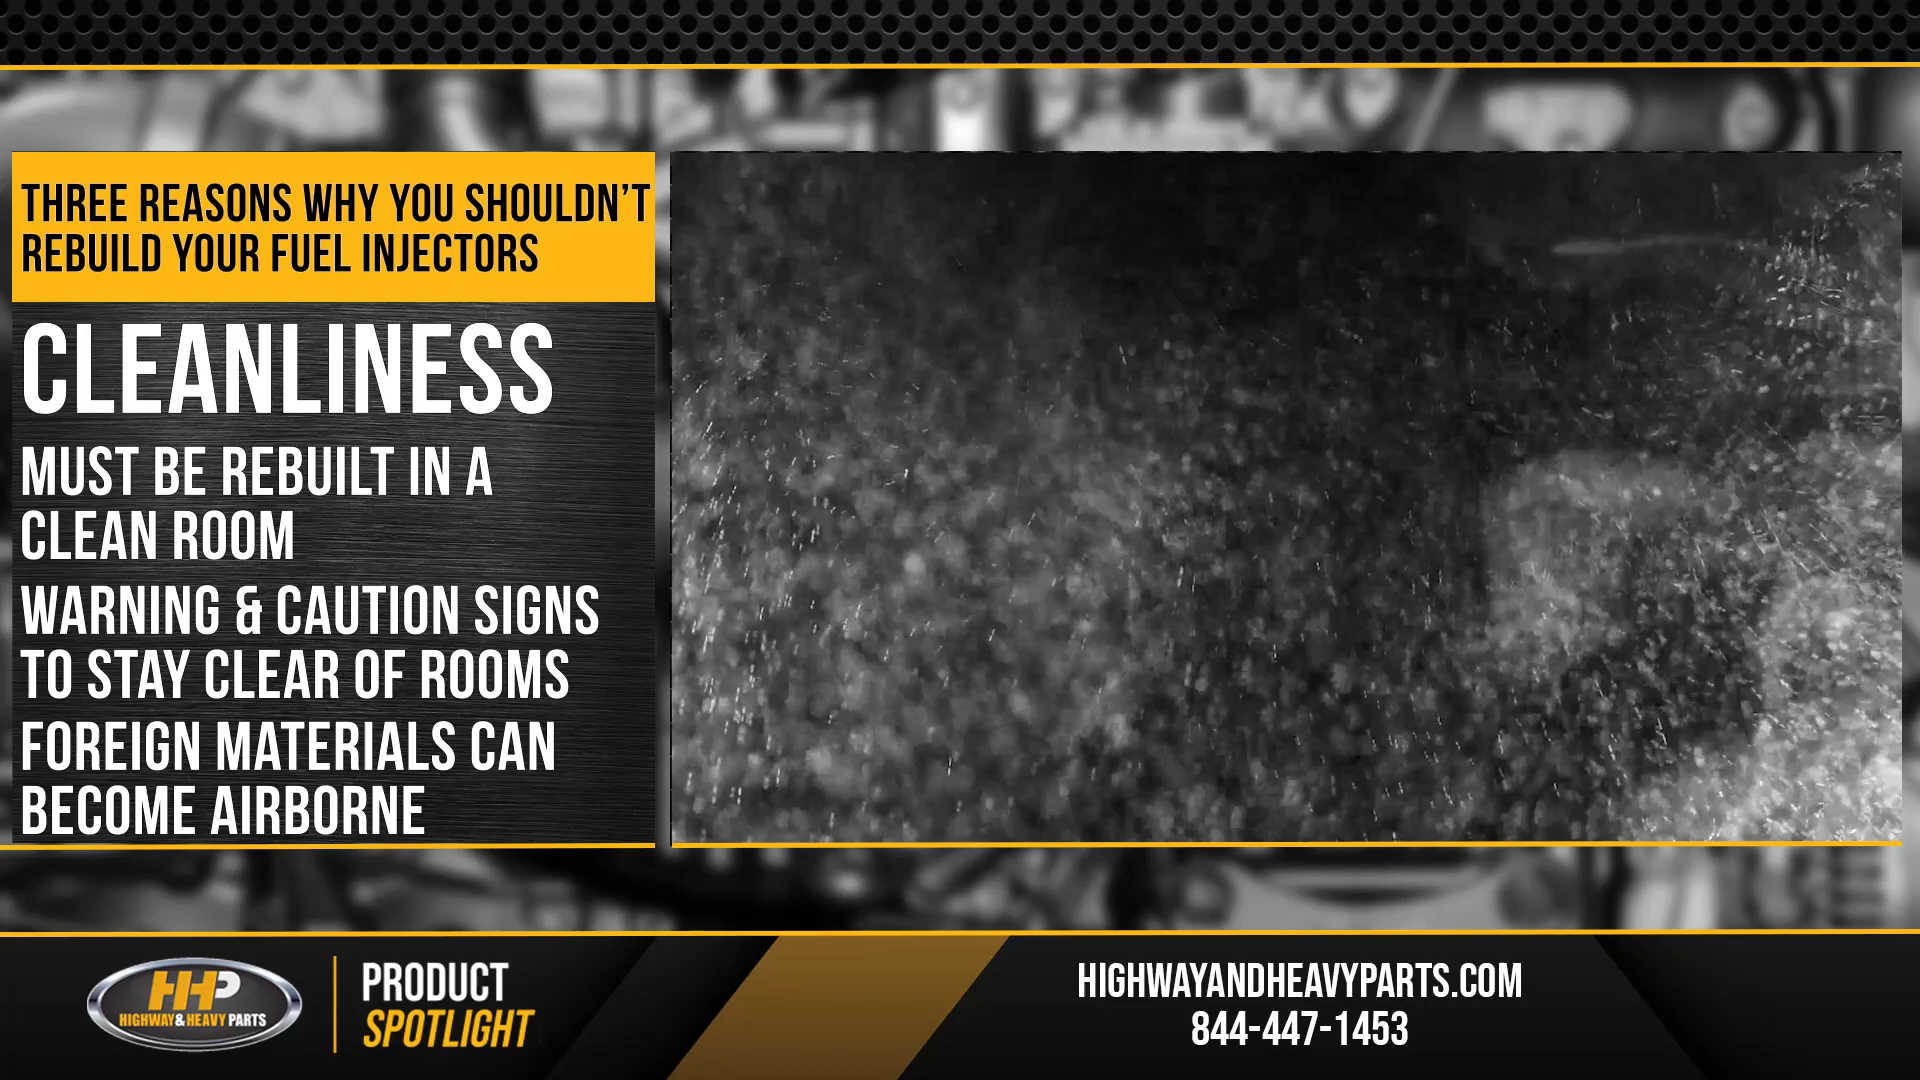 THREE REASONS WHY YOU SHOULDN'T
REBUILD YOUR FUEL INJECTORS
CLEANLINESS
MUST BE REBUILT IN A
CLEAN ROOM
WARNING & CAUTION SIGNS
TO STAY CLEAR OF ROOMS
FOREIGN MATERIALS CAN
BECOME AIRBORNE
HHP
HIGHWAY & HEAVY PARTS
PRODUCT
SPOTLIGHT
HIGHWAYANDHEAVYPARTS.COM
844-447-1453